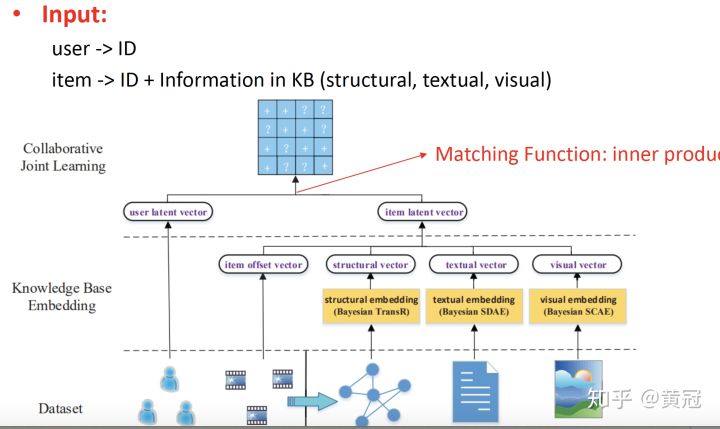 • Input:
user -> ID
item -> ID + Information in KB (structural, textual, visual)
+ + ? ?
? + + ?
+ ? + +
+ ? ? +
Collaborative
Joint Learning
Matching Function: inner produc
user latent vector
item latent vector
item offset vector
structural vector
textual vector
visual vector
Knowledge Base
Embedding
structural embedding
(Bayesian TransR)
textual embedding
(Bayesian SDAE)
visual embedding
(Bayesian SCAE)
Dataset
知乎 @黄冠